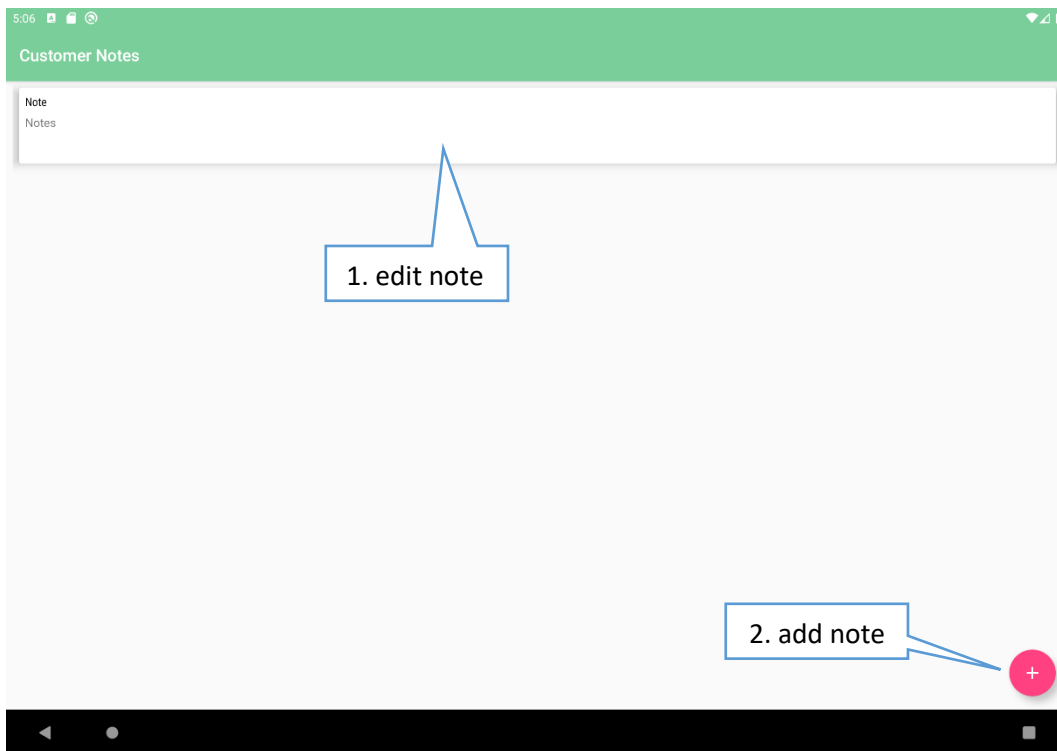 5:06
Customer Notes
Note
Notes
1. edit note
2. add note
+